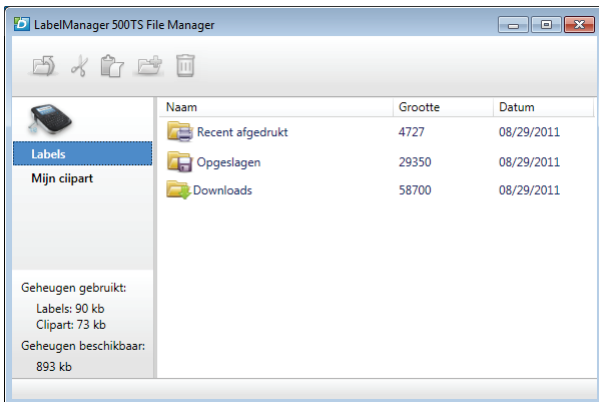 LabelManager 500TS File Manager
Naam Grootte Datum
Recent afgedrukt 4727 08/29/2011
Labels
Opgeslagen 29350 08/29/2011
Mijn ciipart
Downloads 58700 08/29/2011
Geheugen gebruikt:
Labels: 90 kb
Clipart: 73 kb
Geheugen beschikbaar:
893 kb